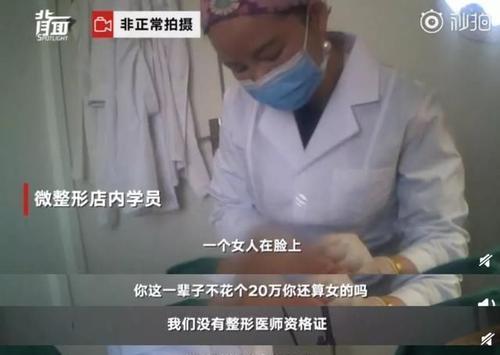 背面
SPOTLIGHT
非正常拍摄
秒拍
微整形店内学员
一个女人在脸上
你这一辈子不花个20万你还算女的吗
我们没有整形医师资格证